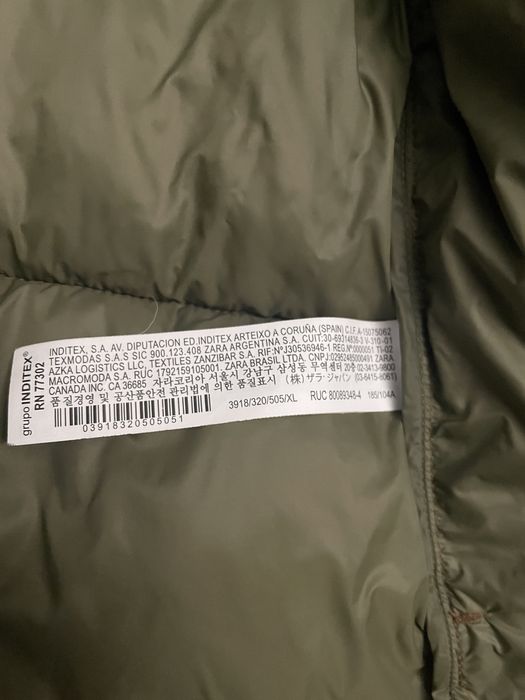 grupo INDITEX®
RN 77302
INDITEX, S.A. AV. DIPUTACION ED.INDITEX ARTEIXO A CORUÑA (SPAIN) C.I.F.A-15075062
TEXMODAS S.A.S SIC 900.123.408 ZARA ARGENTINA S.A. CUIT:30-69314836-3 V-310-01
AZKA LOGISTICS LLC, TEXTILES ZANZIBAR S.A. RIF:NºJ30536946-1 REG.Nº0000051 TI-02
MACROMODA S.A. RUC 1792159105001. ZARA BRASIL LTDA. CNPJ:02952485000491 ZARA
CANADA INC. CA 36685 자라코리아 서울시 강남구 삼성동 무역센터 20층 02-3413-9800
품질경영 및 공산품안전 관리법에 의한 품질표시 (株) ザラ・ジャパン (03-6415-8061)
03918320505051 3918/320/505/XL RUC 80089348-4 185/104A